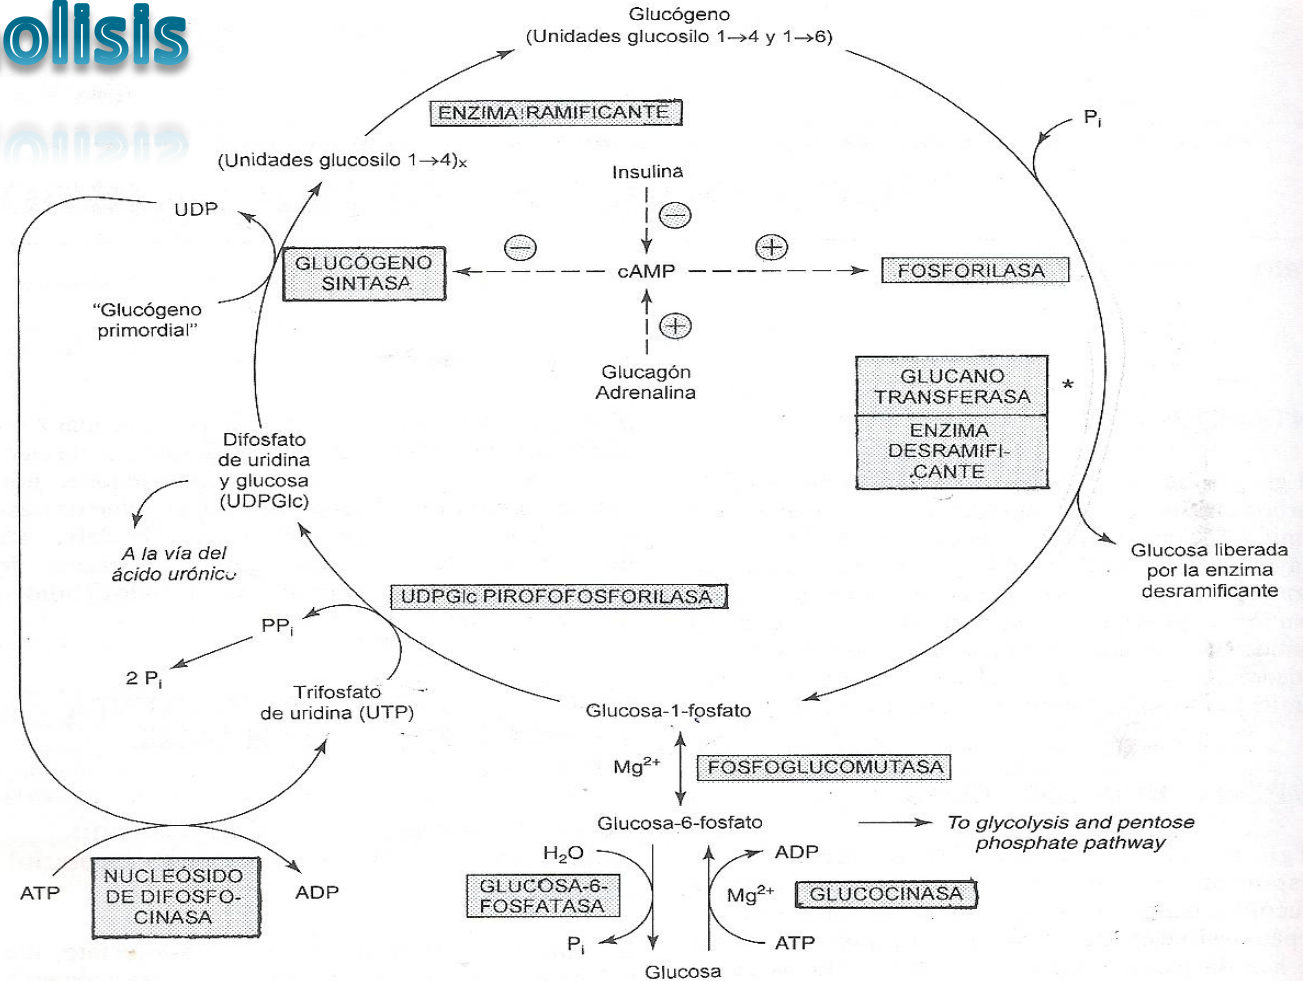 olisis
Glucógeno
(Unidades glucosilo 1→4 y 1→6)
ENZIMA RAMIFICANTE
Pi
(Unidades glucosilo 1→4)x
Insulina
UDP
GLUCÓGENO
SINTASA
cAMP
FOSFORILASA
"Glucógeno
primordial"
Glucagón
Adrenalina
GLUCANO
TRANSFERASA
*
ENZIMA
DESRAMIFI-
CANTE
Difosfato
de uridina
y glucosa
(UDPGlc)
A la vía del
ácido urónico
Glucosa liberada
por la enzima
desramificante
UDPGlc PIROFOFOSFORILASA
PPi
2 Pi
Trifosfato
de uridina (UTP)
Glucosa-1-fosfato
Mg2+
FOSFOGLUCOMUTASA
Glucosa-6-fosfato
To glycolysis and pentose
phosphate pathway
H2O
ADP
GLUCOSA-6-
FOSFATASA
Mg2+
GLUCOCINASA
Pi
ATP
Glucosa
ATP
NUCLEÓSIDO
DE DIFOSFO-
CINASA
ADP